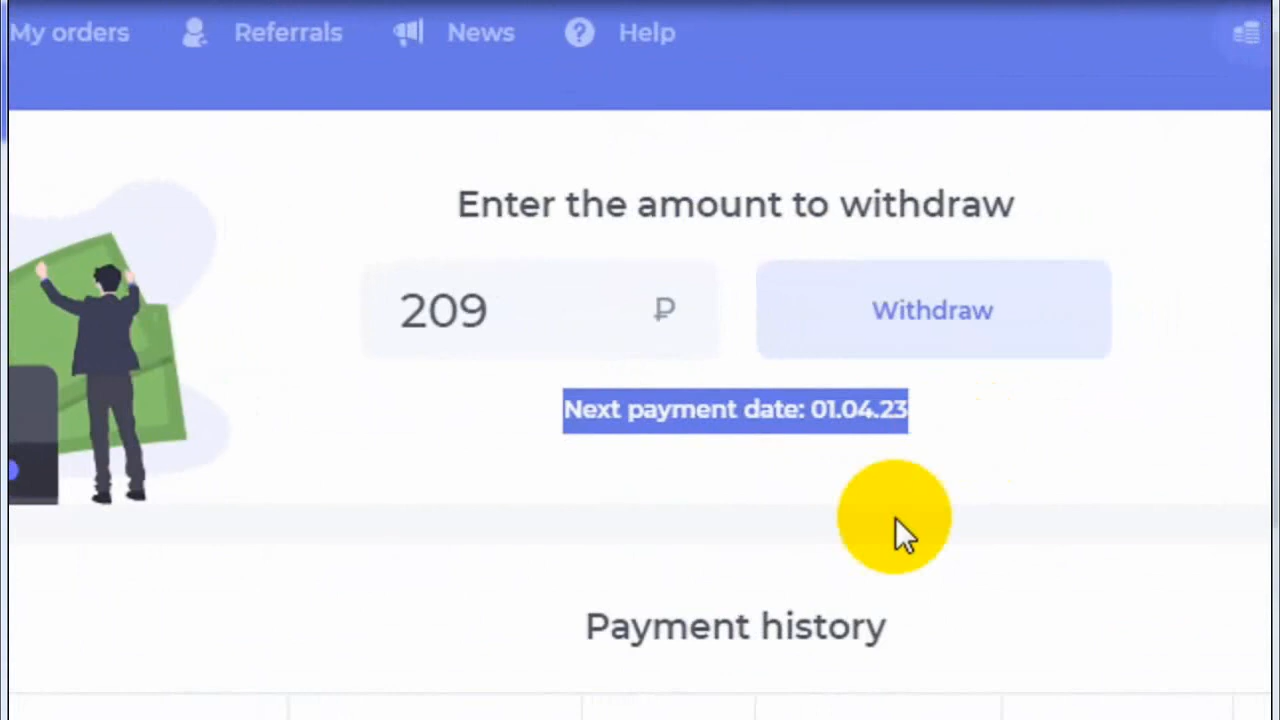 My orders Referrals News Help
Enter the amount to withdraw
209 ₽ Withdraw
Next payment date: 01.04.23
Payment history